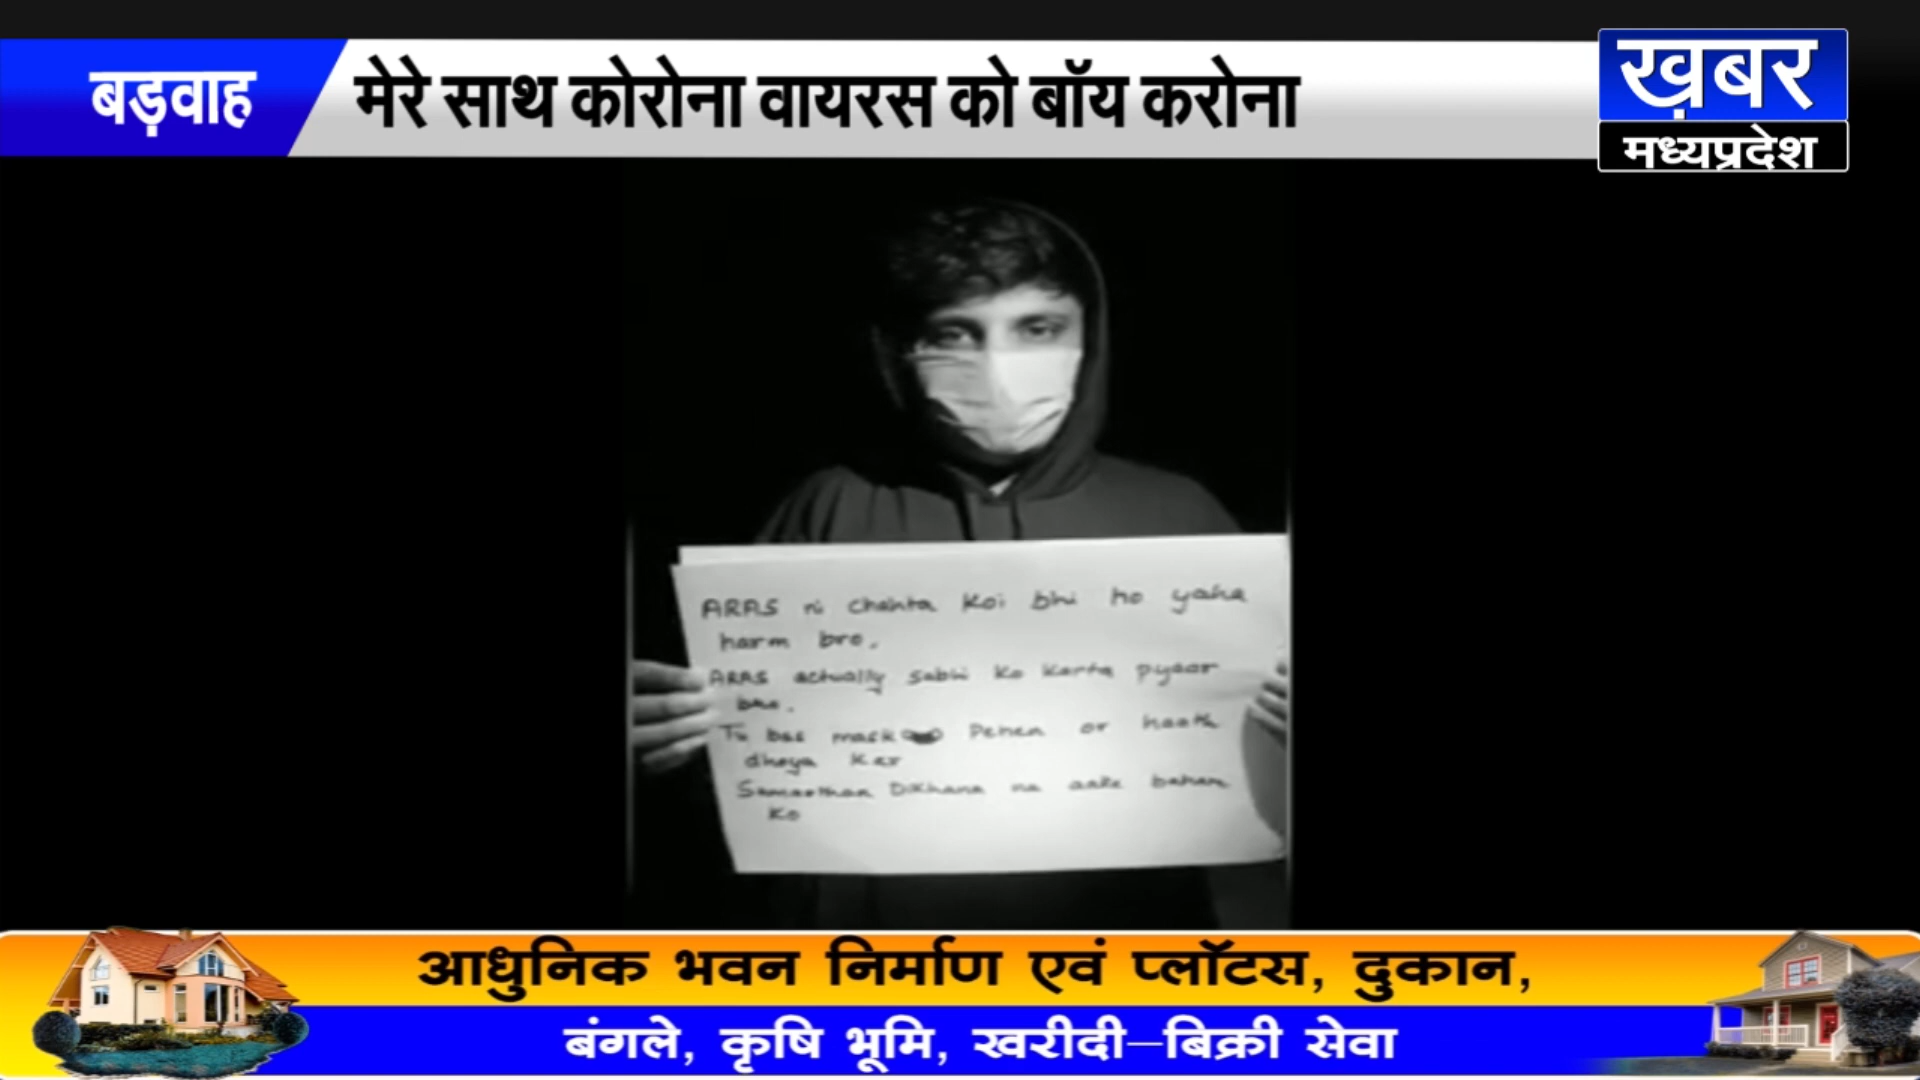 बड़वाह
मेरे साथ कोरोना वायरस को बॉय करोना
ख़बर
मध्यप्रदेश
ARAS ni chahta koi bhi ho yaha
harm bro.
ARAS actually sabhi ko karta pyaar
bro.
Tu bas mask Pehen or haath
dhoya kar
Samasthan Dikhana na aake bahar
ko
आधुनिक भवन निर्माण एवं प्लॉटस, दुकान,
बंगले, कृषि भूमि, खरीदी–बिक्री सेवा